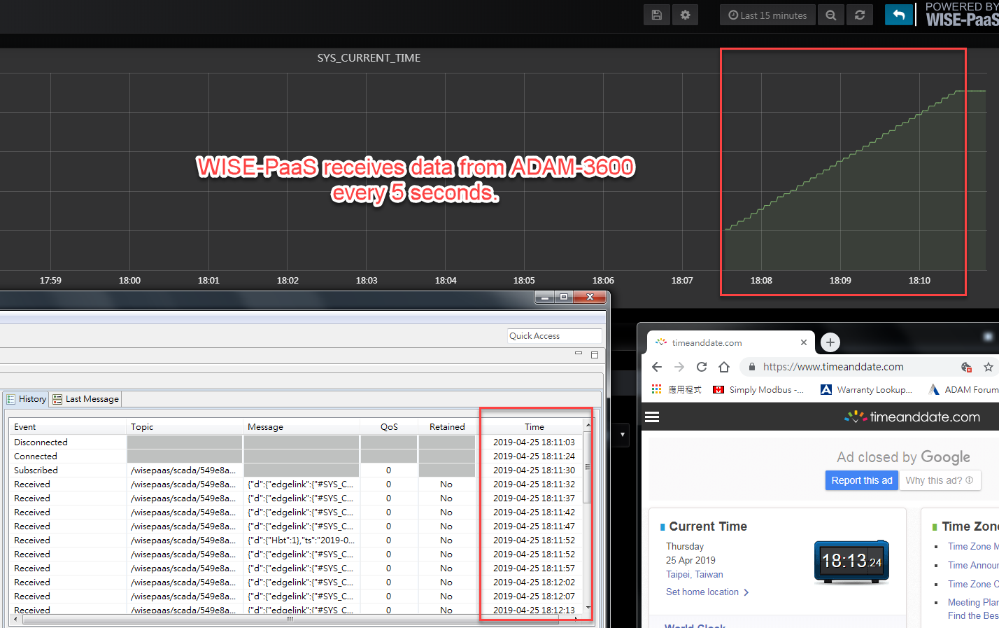 POWERED BY
WISE-PaaS
Last 15 minutes
SYS_CURRENT_TIME
WISE-PaaS receives data from ADAM-3600
every 5 seconds.
17:59 18:00 18:01 18:02 18:03 18:04 18:05 18:06 18:07 18:08 18:09 18:10
Quick Access
History Last Message
Event Topic Message QoS Retained Time
Disconnected 2019-04-25 18:11:03
Connected 2019-04-25 18:11:24
Subscribed /wisepaas/scada/549e8a... 0 2019-04-25 18:11:30
Received /wisepaas/scada/549e8a... {"d":{"edgelink":{"#SYS_C... 0 No 2019-04-25 18:11:32
Received /wisepaas/scada/549e8a... {"d":{"edgelink":{"#SYS_C... 0 No 2019-04-25 18:11:37
Received /wisepaas/scada/549e8a... {"d":{"edgelink":{"#SYS_C... 0 No 2019-04-25 18:11:42
Received /wisepaas/scada/549e8a... {"d":{"edgelink":{"#SYS_C... 0 No 2019-04-25 18:11:47
Received /wisepaas/scada/549e8a... {"d":{"Hbt":1},"ts":"2019-0... 0 No 2019-04-25 18:11:52
Received /wisepaas/scada/549e8a... {"d":{"edgelink":{"#SYS_C... 0 No 2019-04-25 18:11:52
Received /wisepaas/scada/549e8a... {"d":{"edgelink":{"#SYS_C... 0 No 2019-04-25 18:11:57
Received /wisepaas/scada/549e8a... {"d":{"edgelink":{"#SYS_C... 0 No 2019-04-25 18:12:02
Received /wisepaas/scada/549e8a... {"d":{"edgelink":{"#SYS_C... 0 No 2019-04-25 18:12:07
Received /wisepaas/scada/549e8a... {"d":{"edgelink":{"#SYS_C... 0 No 2019-04-25 18:12:13
timeanddate.com
https://www.timeanddate.com
應用程式 Simply Modbus -... Warranty Lookup... ADAM Forum
timeanddate.com
Ad closed by Google
Report this ad Why this ad?
Current Time
Thursday
25 Apr 2019
Taipei, Taiwan
Set home location
18:13.24
World Clock
Time Zone
Time Zone M
Time Announ
Time Zone C
Meeting Plan
Find the Bes